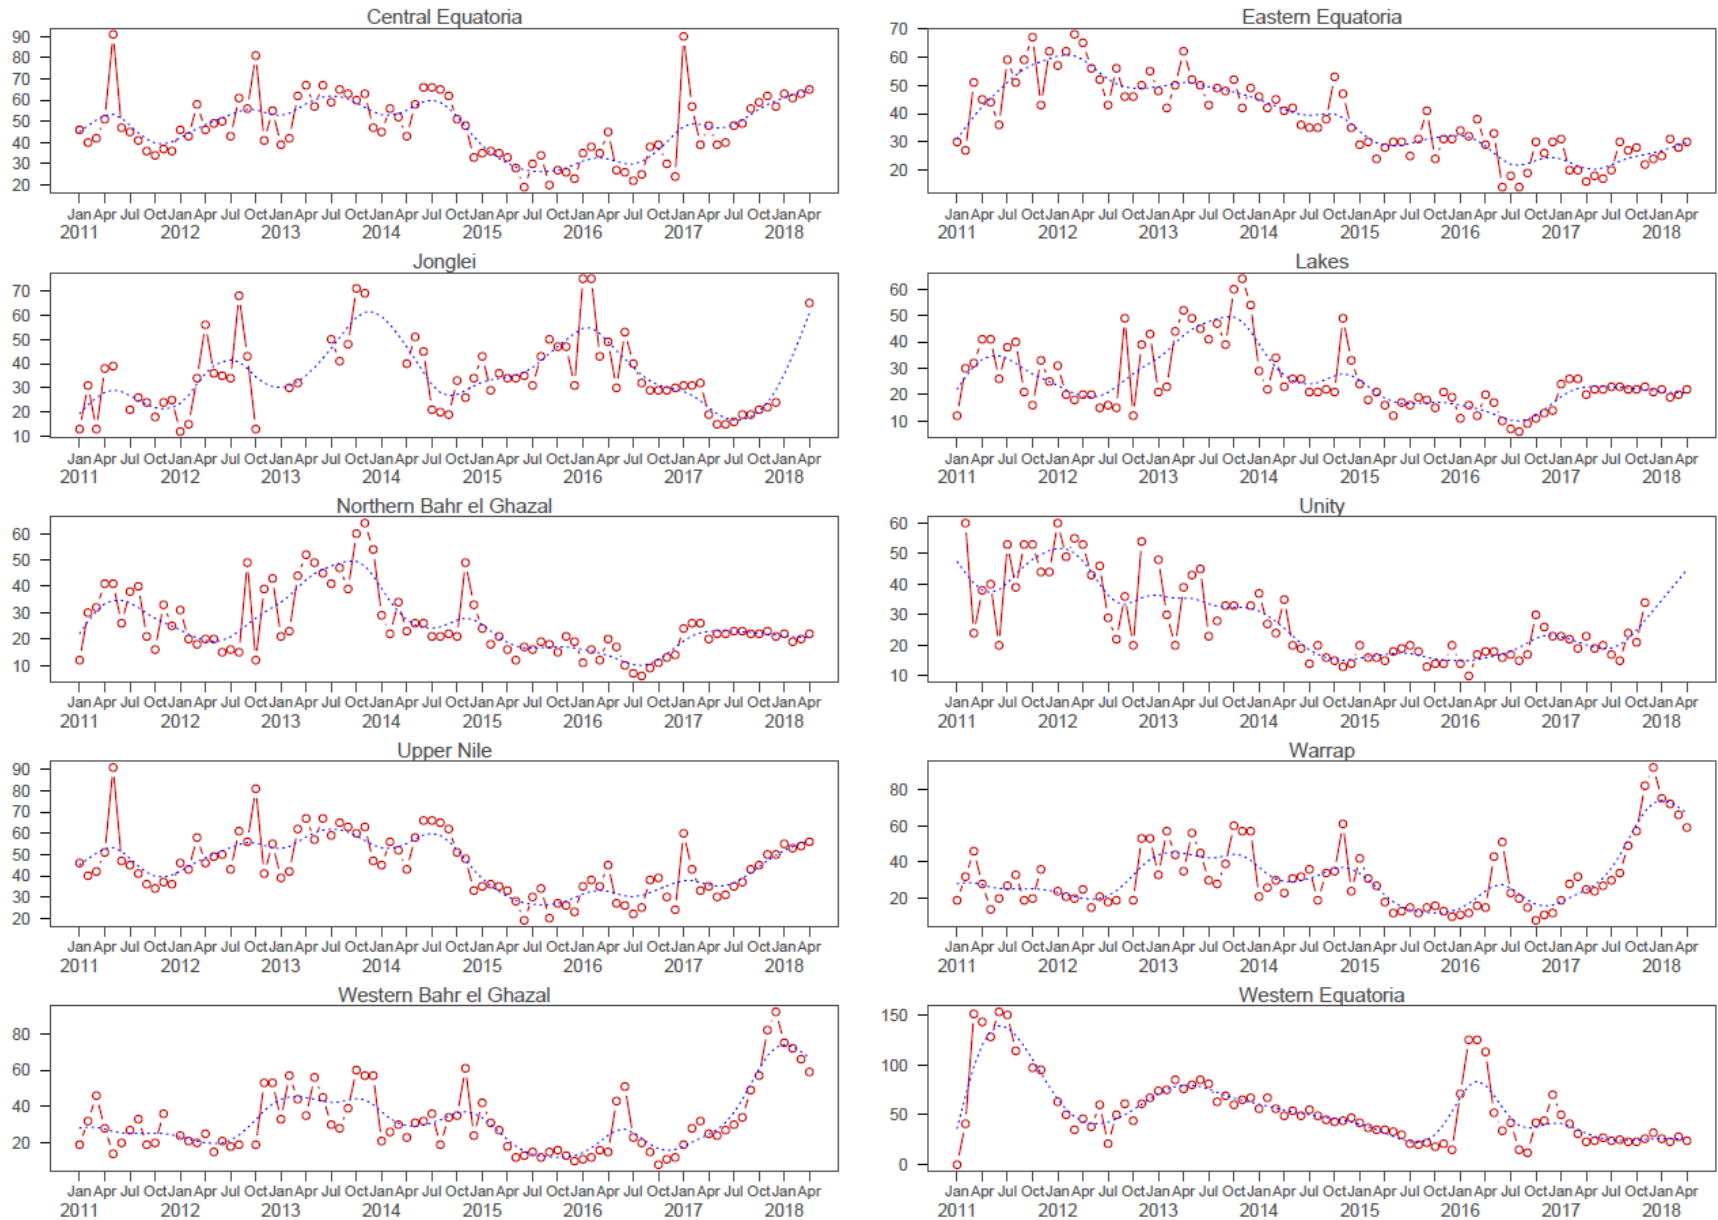 Central Equatoria
90
80
70
60
50
40
30
20
Jan Apr Jul Oct Jan Apr Jul Oct Jan Apr Jul Oct Jan Apr Jul Oct Jan Apr Jul Oct Jan Apr Jul Oct Jan Apr Jul Oct Jan Apr
2011 2012 2013 2014 2015 2016 2017 2018
Eastern Equatoria
70
60
50
40
30
20
Jan Apr Jul Oct Jan Apr Jul Oct Jan Apr Jul Oct Jan Apr Jul Oct Jan Apr Jul Oct Jan Apr Jul Oct Jan Apr Jul Oct Jan Apr
2011 2012 2013 2014 2015 2016 2017 2018
Jonglei
70
60
50
40
30
20
10
Jan Apr Jul Oct Jan Apr Jul Oct Jan Apr Jul Oct Jan Apr Jul Oct Jan Apr Jul Oct Jan Apr Jul Oct Jan Apr Jul Oct Jan Apr
2011 2012 2013 2014 2015 2016 2017 2018
Lakes
60
50
40
30
20
10
Jan Apr Jul Oct Jan Apr Jul Oct Jan Apr Jul Oct Jan Apr Jul Oct Jan Apr Jul Oct Jan Apr Jul Oct Jan Apr Jul Oct Jan Apr
2011 2012 2013 2014 2015 2016 2017 2018
Northern Bahr el Ghazal
60
50
40
30
20
10
Jan Apr Jul Oct Jan Apr Jul Oct Jan Apr Jul Oct Jan Apr Jul Oct Jan Apr Jul Oct Jan Apr Jul Oct Jan Apr Jul Oct Jan Apr
2011 2012 2013 2014 2015 2016 2017 2018
Unity
60
50
40
30
20
10
Jan Apr Jul Oct Jan Apr Jul Oct Jan Apr Jul Oct Jan Apr Jul Oct Jan Apr Jul Oct Jan Apr Jul Oct Jan Apr Jul Oct Jan Apr
2011 2012 2013 2014 2015 2016 2017 2018
Upper Nile
90
80
70
60
50
40
30
20
Jan Apr Jul Oct Jan Apr Jul Oct Jan Apr Jul Oct Jan Apr Jul Oct Jan Apr Jul Oct Jan Apr Jul Oct Jan Apr Jul Oct Jan Apr
2011 2012 2013 2014 2015 2016 2017 2018
Warrap
80
60
40
20
Jan Apr Jul Oct Jan Apr Jul Oct Jan Apr Jul Oct Jan Apr Jul Oct Jan Apr Jul Oct Jan Apr Jul Oct Jan Apr Jul Oct Jan Apr
2011 2012 2013 2014 2015 2016 2017 2018
Western Bahr el Ghazal
80
60
40
20
Jan Apr Jul Oct Jan Apr Jul Oct Jan Apr Jul Oct Jan Apr Jul Oct Jan Apr Jul Oct Jan Apr Jul Oct Jan Apr Jul Oct Jan Apr
2011 2012 2013 2014 2015 2016 2017 2018
Western Equatoria
150
100
50
0
Jan Apr Jul Oct Jan Apr Jul Oct Jan Apr Jul Oct Jan Apr Jul Oct Jan Apr Jul Oct Jan Apr Jul Oct Jan Apr Jul Oct Jan Apr
2011 2012 2013 2014 2015 2016 2017 2018